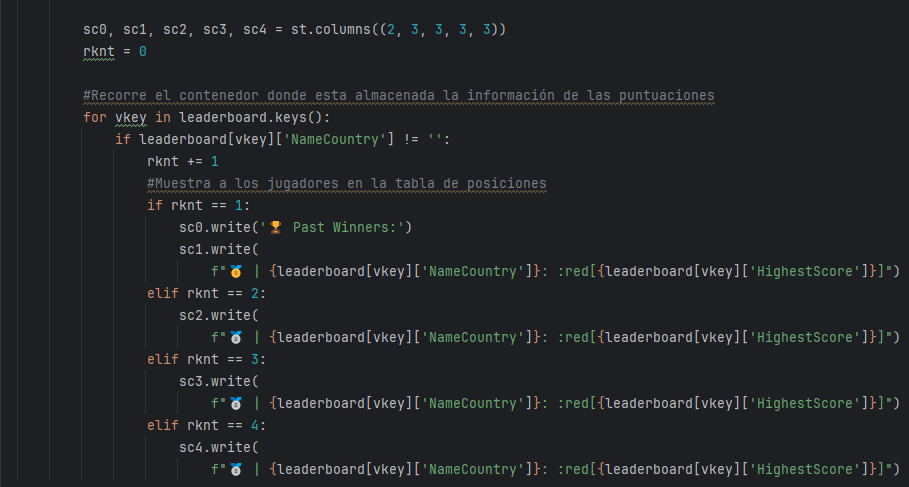 sc0, sc1, sc2, sc3, sc4 = st.columns((2, 3, 3, 3, 3))
rknt = 0
#Recorre el contenedor donde esta almacenada la información de las puntuaciones
for vkey in leaderboard.keys():
if leaderboard[vkey]['NameCountry'] != '':
rknt += 1
#Muestra a los jugadores en la tabla de posiciones
if rknt == 1:
sc0.write('🏆 Past Winners:')
sc1.write(
f"🥇 | {leaderboard[vkey]['NameCountry']}: :red[{leaderboard[vkey]['HighestScore']}]")
elif rknt == 2:
sc2.write(
f"🥈 | {leaderboard[vkey]['NameCountry']}: :red[{leaderboard[vkey]['HighestScore']}]")
elif rknt == 3:
sc3.write(
f"🥈 | {leaderboard[vkey]['NameCountry']}: :red[{leaderboard[vkey]['HighestScore']}]")
elif rknt == 4:
sc4.write(
f"🥈 | {leaderboard[vkey]['NameCountry']}: :red[{leaderboard[vkey]['HighestScore']}]")